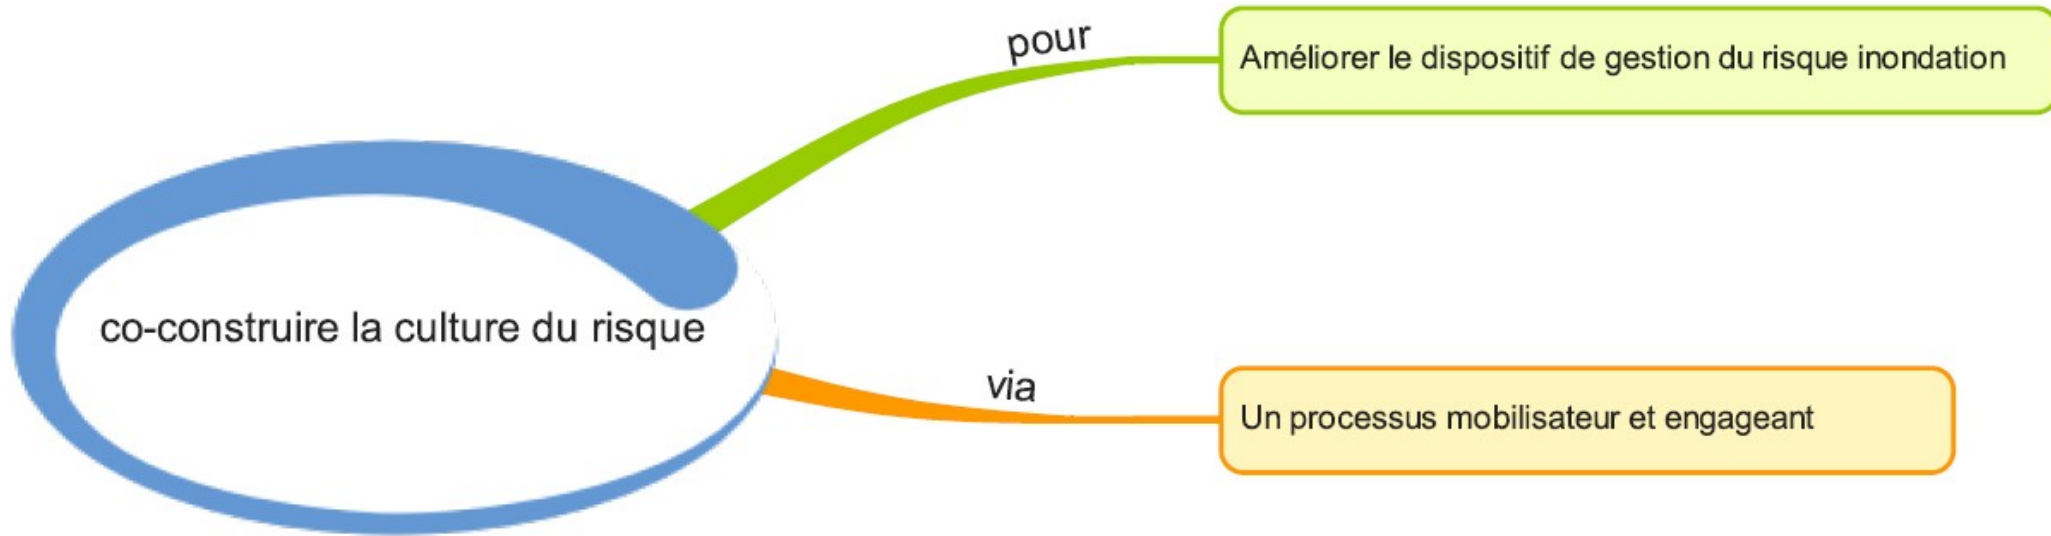 pour
Améliorer le dispositif de gestion du risque inondation
co-construire la culture du risque
via
Un processus mobilisateur et engageant